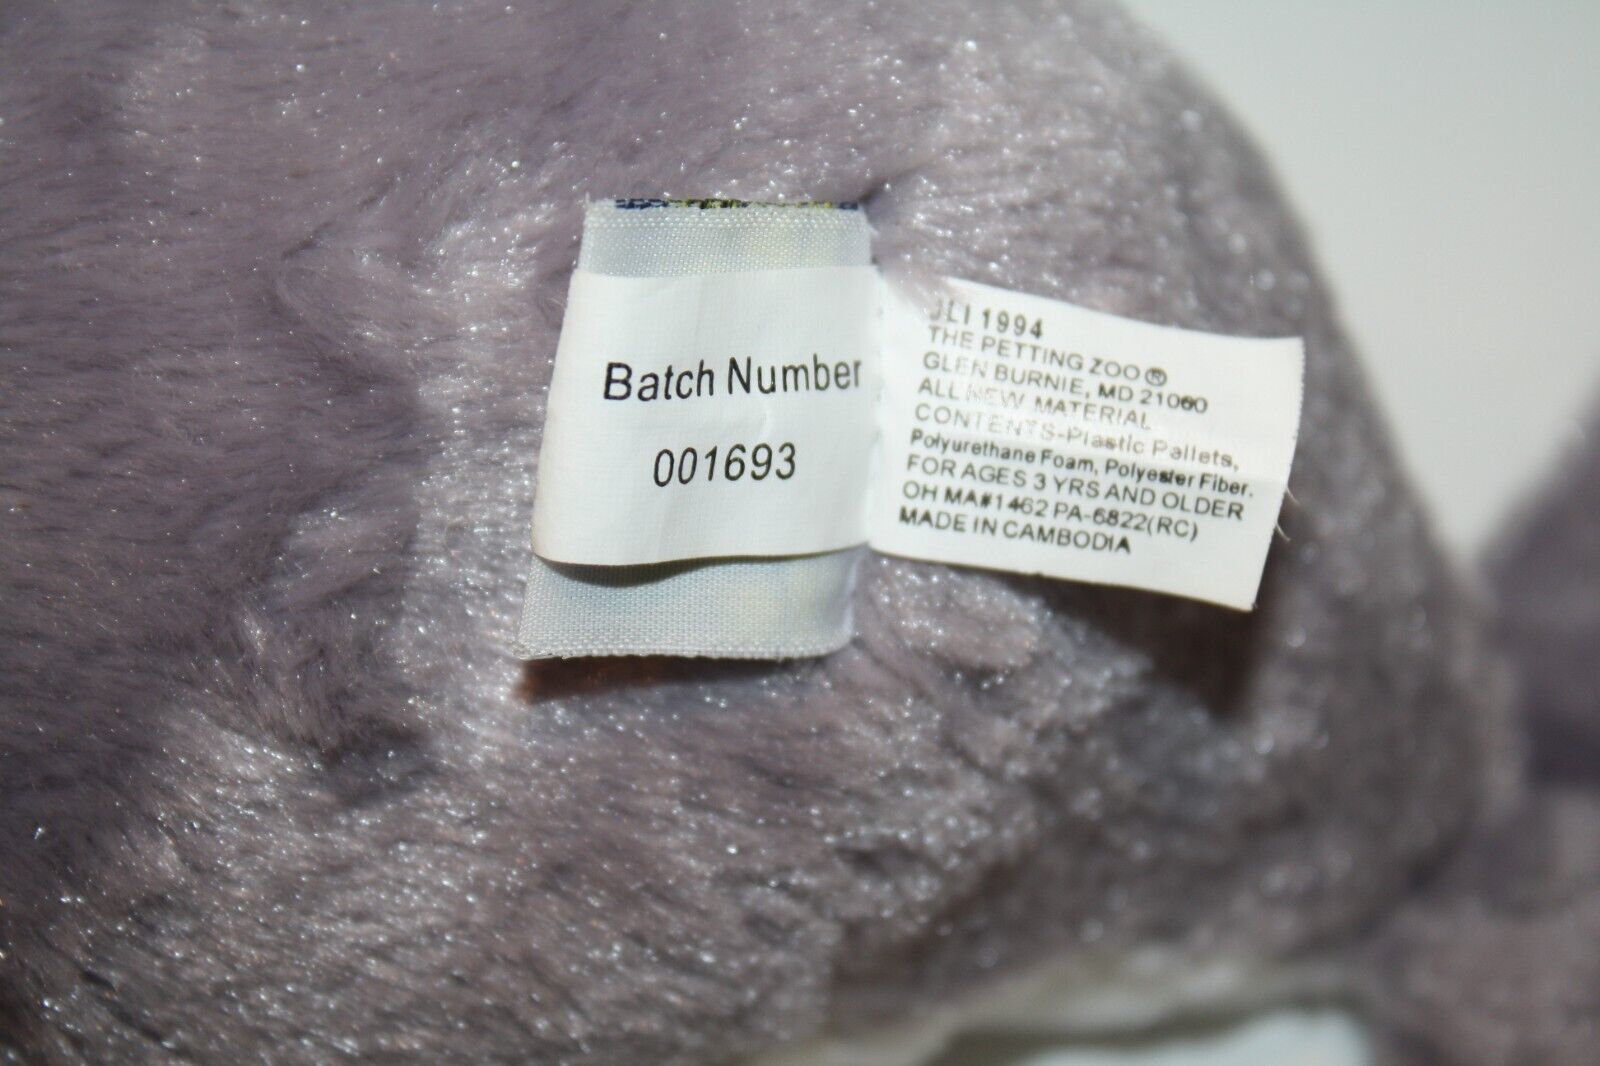 Batch Number
001693
JLI 1994
THE PETTING ZOO®
GLEN BURNIE, MD 21060
ALL NEW MATERIAL
CONTENTS-Plastic Pallets,
Polyurethane Foam, Polyester Fiber.
FOR AGES 3 YRS AND OLDER
OH MA#1462 PA-6822(RC)
MADE IN CAMBODIA